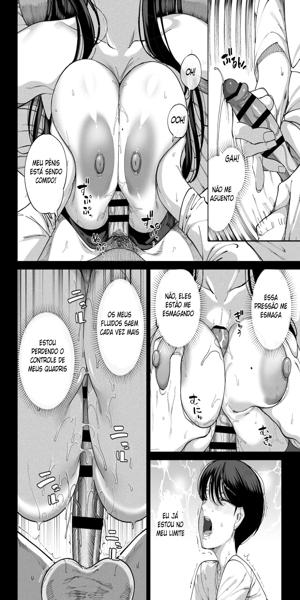 GAH!
NÃO ME
AGUENTO
OH!
OOH!
MEU PÊNIS
ESTÁ SENDO
COMIDO!
ESSA
PRESSÃO ME
ESMAGA
NÃO, ELES
ESTÃO ME
ESMAGANDO
OS MEUS
FLUIDOS SAEM
CADA VEZ MAIS
ESTOU
PERDENDO O
CONTROLE DE
MEUS QUADRIS
EU JÁ
ESTOU NO
MEU LIMITE